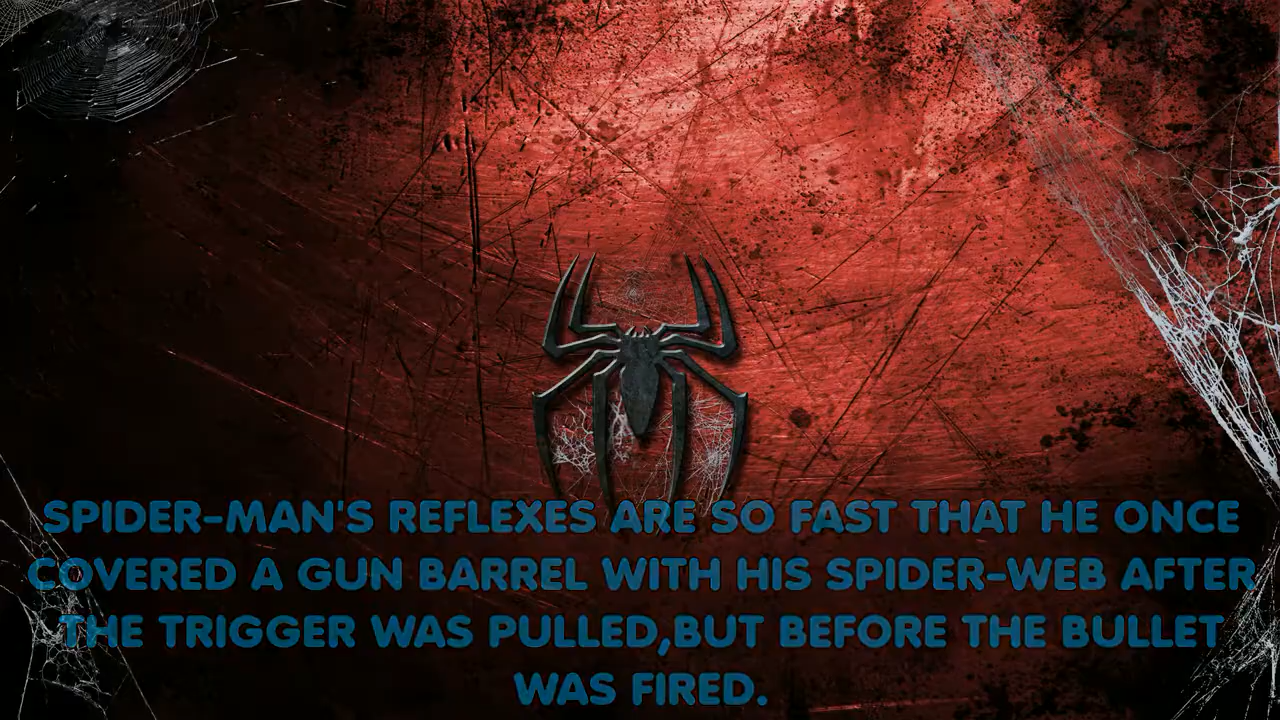 SPIDER-MAN'S REFLEXES ARE SO FAST THAT HE ONCE
COVERED A GUN BARREL WITH HIS SPIDER-WEB AFTER
THE TRIGGER WAS PULLED,BUT BEFORE THE BULLET
WAS FIRED.